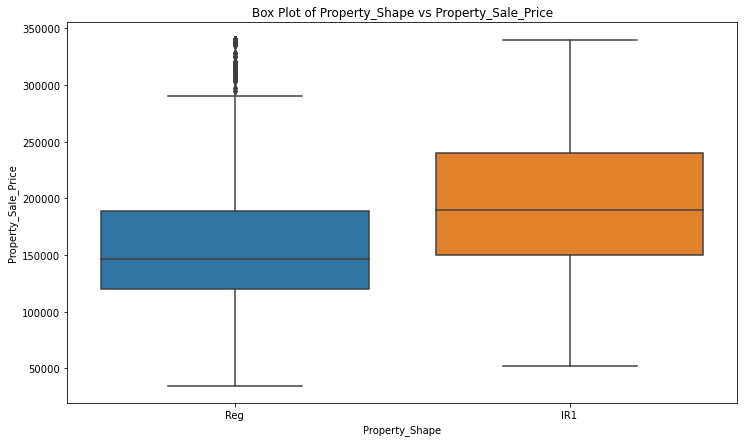 Box Plot of Property_Shape vs Property_Sale_Price
350000
300000
250000
200000
150000
100000
50000
Property_Sale_Price
Reg
IR1
Property_Shape